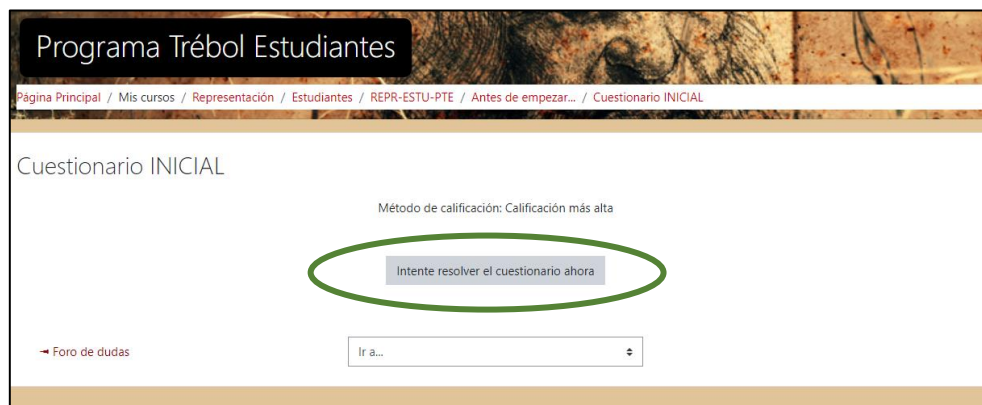 Programa Trébol Estudiantes
Página Principal / Mis cursos / Representación / Estudiantes / REPR-ESTU-PTE / Antes de empezar... / Cuestionario INICIAL
Cuestionario INICIAL
Método de calificación: Calificación más alta
Intente resolver el cuestionario ahora
◄ Foro de dudas
Ir a...